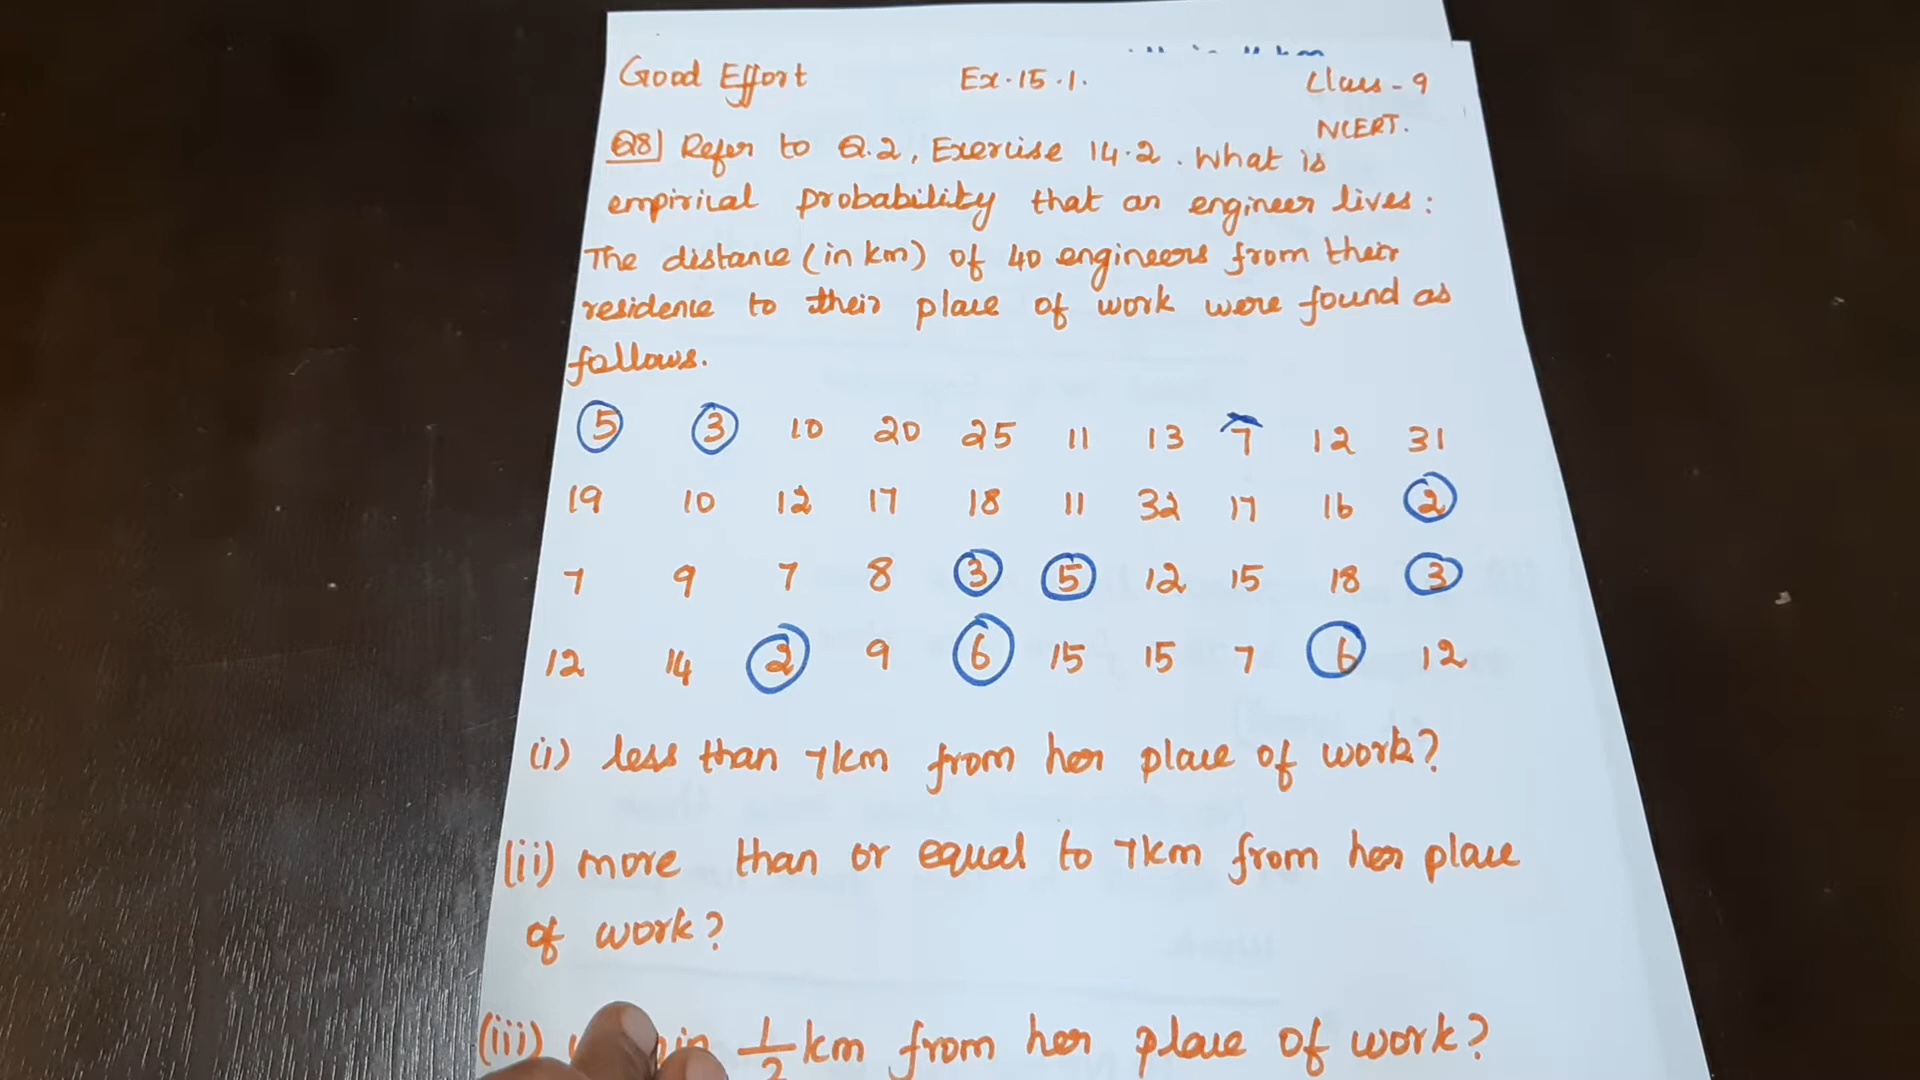 Good Effort Ex.15.1. Class-9
NCERT.
Q8) Refer to Q.2, Exercise 14.2. What is
empirical probability that an engineer lives:
The distance (in km) of 40 engineers from their
residence to their place of work were found as
follows.
5 3 10 20 25 11 13 7 12 31
19 10 12 17 18 11 32 17 16 2
7 9 7 8 3 5 12 15 18 3
12 14 2 9 6 15 15 7 6 12
(i) less than 7km from her place of work?
(ii) more than or equal to 7km from her place
of work?
(iii) 1/2 km from her place of work?